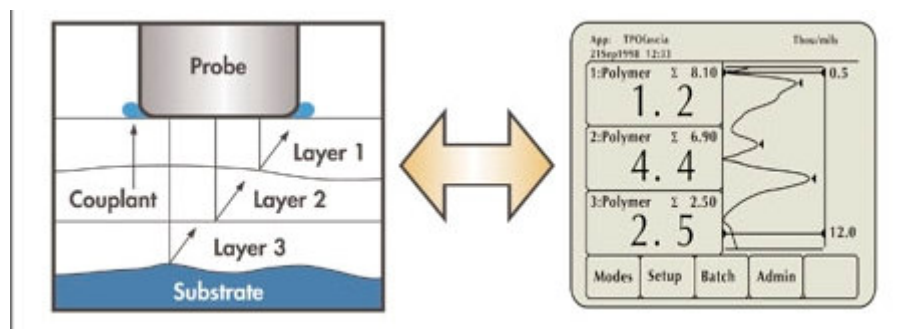 Probe
Layer 1
Couplant
Layer 2
Layer 3
Substrate
App: TPOfascia
Thou/mils
21Sep1998 12:33
1:Polymer Σ 8.10
1.2
2:Polymer Σ 6.90
4.4
3:Polymer Σ 2.50
2.5
0.5
12.0
Modes Setup Batch Admin